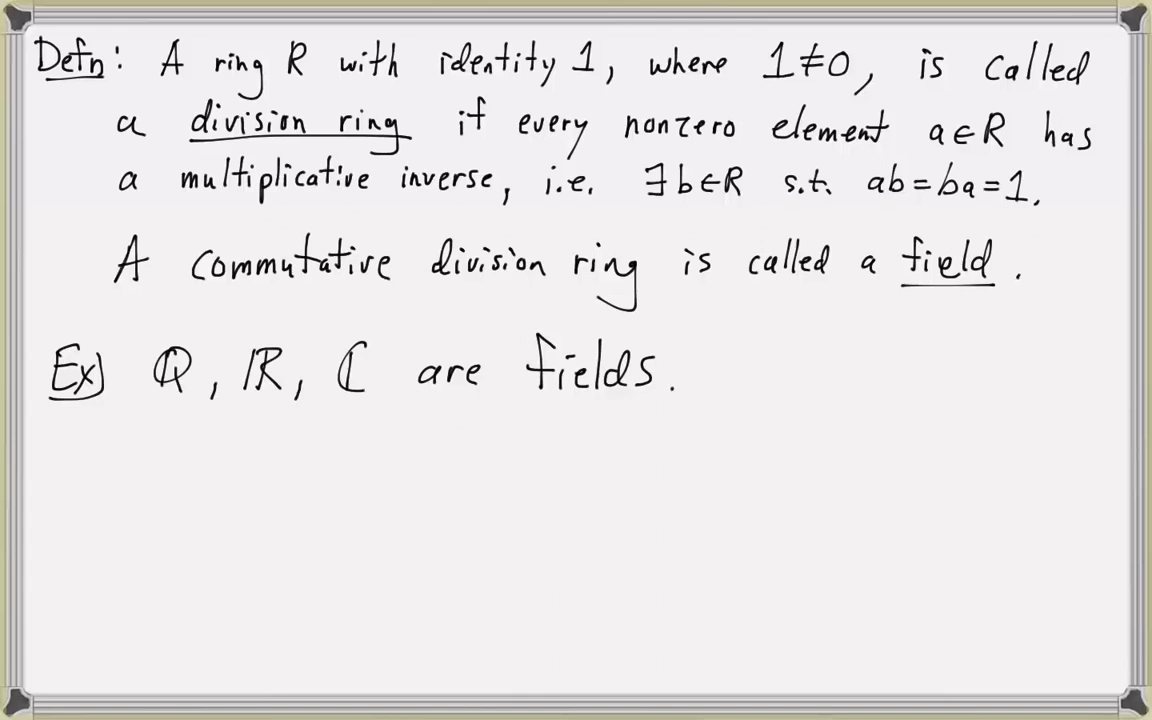 Defn: A ring R with identity 1, where 1≠0, is called
a division ring if every nonzero element a∈R has
a multiplicative inverse, i.e. ∃b∈R s.t. ab=ba=1.
A commutative division ring is called a field.
Ex) ℚ, ℝ, ℂ are fields.